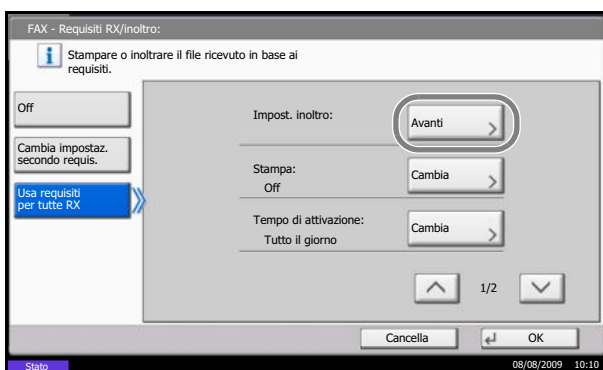 FAX - Requisiti RX/inoltro:
Stampare o inoltrare il file ricevuto in base ai
requisiti.
Off
Cambia impostaz.
secondo requis.
Usa requisiti
per tutte RX
Impost. inoltro:
Avanti
Stampa:
Off
Cambia
Tempo di attivazione:
Tutto il giorno
Cambia
1/2
Cancella
OK
Stato
08/08/2009 10:10